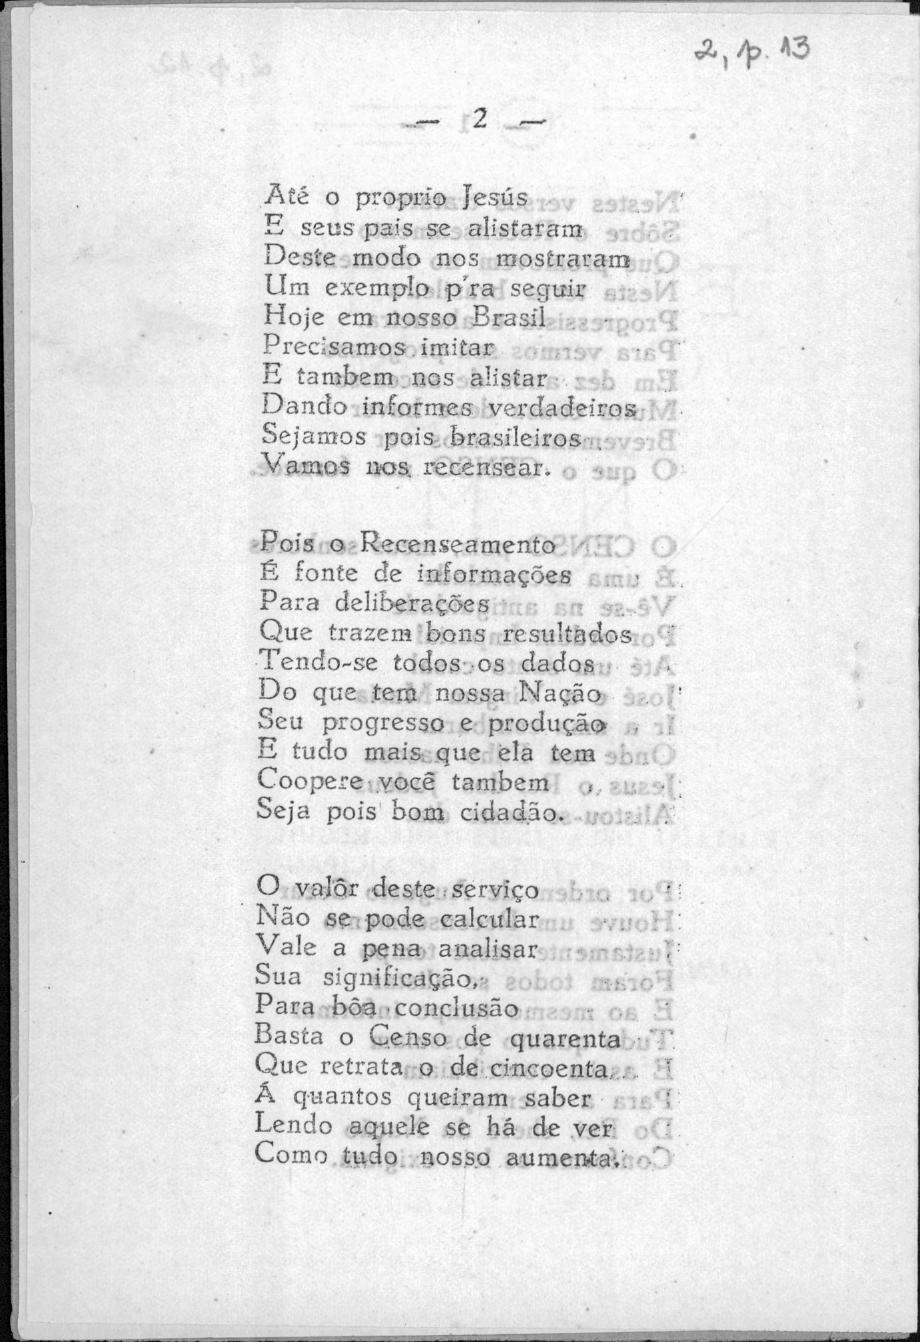 2, p. 13
— 2 —
Até o proprio Jesús
E seus pais se alistaram
Deste modo nos mostraram
Um exemplo p'ra seguir
Hoje em nosso Brasil
Precisamos imitar
E tambem nos alistar
Dando informes verdadeiros
Sejamos pois brasileiros
Vamos nos recensear.
Pois o Recenseamento
É fonte de informações
Para deliberações
Que trazem bons resultados
Tendo-se todos os dados
Do que tem nossa Nação
Seu progresso e produção
E tudo mais que ela tem
Coopere você tambem
Seja pois bom cidadão.
O valôr deste serviço
Não se pode calcular
Vale a pena analisar
Sua significação,
Para bôa conclusão
Basta o Censo de quarenta
Que retrata o de cincoenta
Á quantos queiram saber
Lendo aquele se há de ver
Como tudo nosso aumenta.